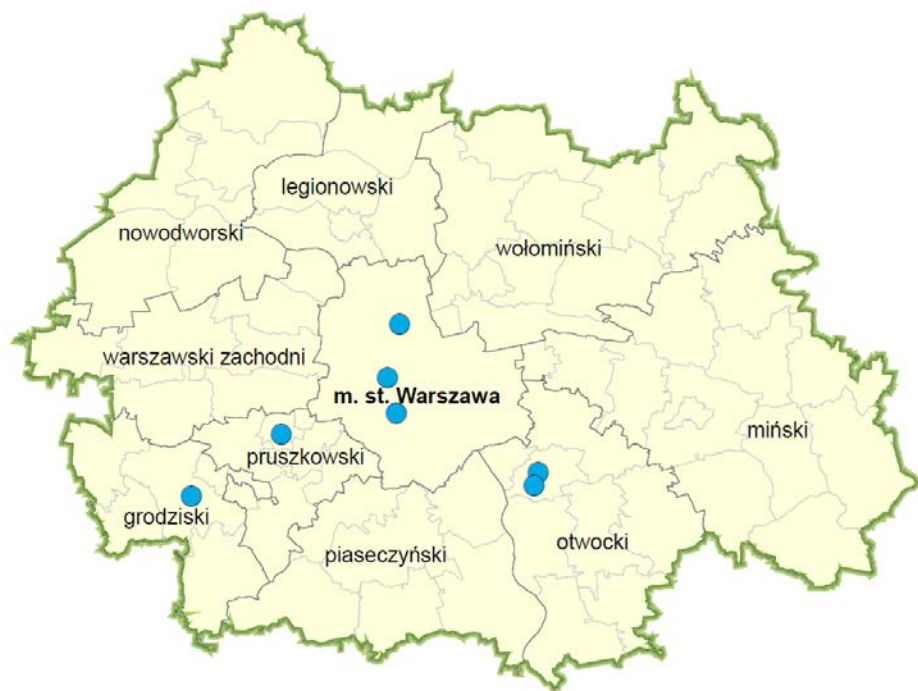 legionowski
nowodworski
wołomiński
warszawski zachodni
m. st. Warszawa
miński
pruszkowski
grodziski
otwocki
piaseczyński